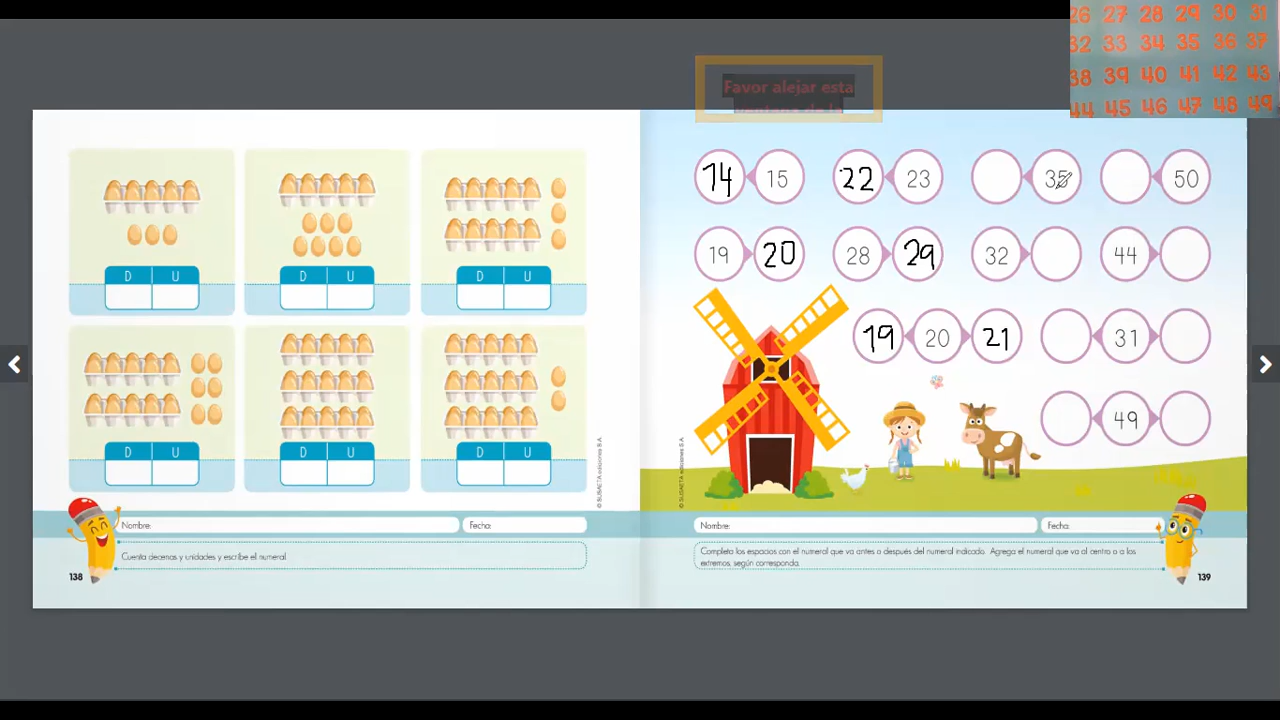 26 27 28 29 30 31
32 33 34 35 36 37
38 39 40 41 42 43
44 45 46 47 48 49
Favor alejar esta
D U
D U
D U
D U
D U
D U
© SUSAETA ediciones S.A.
Nombre:
Fecha:
Cuenta decenas y unidades y escribe el numeral.
138
14 15
22 23
35
50
19 20
28 29
32
44
19 20 21
31
49
© SUSAETA ediciones S.A.
Nombre:
Fecha:
Completa los espacios con el numeral que va antes o después del numeral indicado. Agrega el numeral que va al centro o a los
extremos, según corresponda.
139